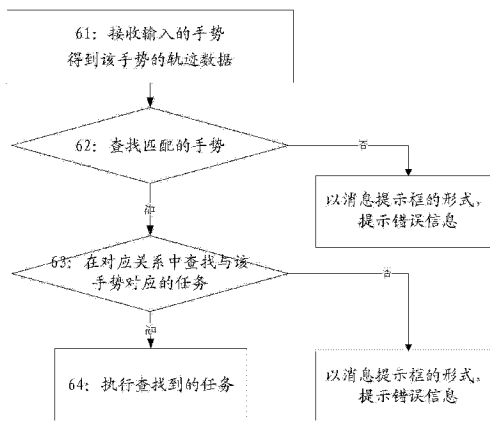 61：接收输入的手势
得到该手势的轨迹数据
62：查找匹配的手势
否
以消息提示框的形式，
提示错误信息
是
63：在对应关系中查找与该
手势对应的任务
否
是
64：执行查找到的任务
以消息提示框的形式，
提示错误信息